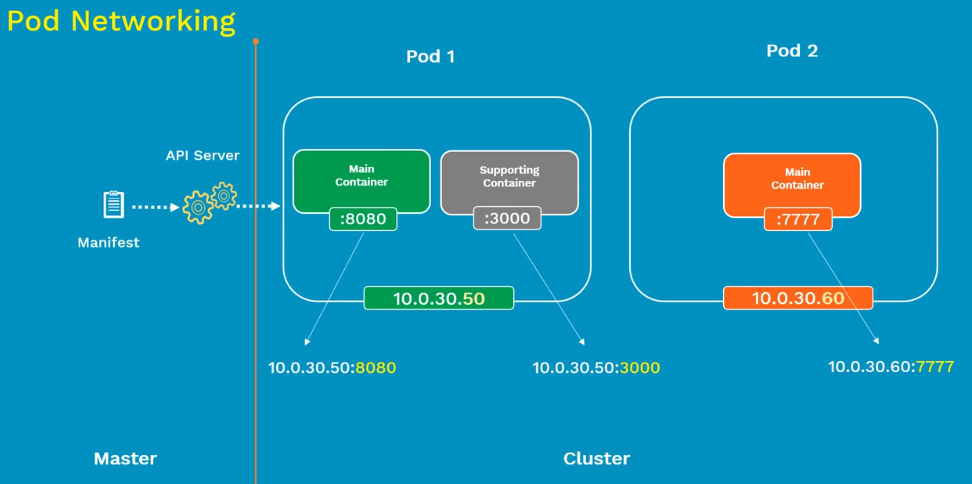 Pod Networking
Pod 1
Pod 2
API Server
Manifest
Main
Container
:8080
Supporting
Container
:3000
Main
Container
:7777
10.0.30.50
10.0.30.60
10.0.30.50:8080
10.0.30.50:3000
10.0.30.60:7777
Master
Cluster